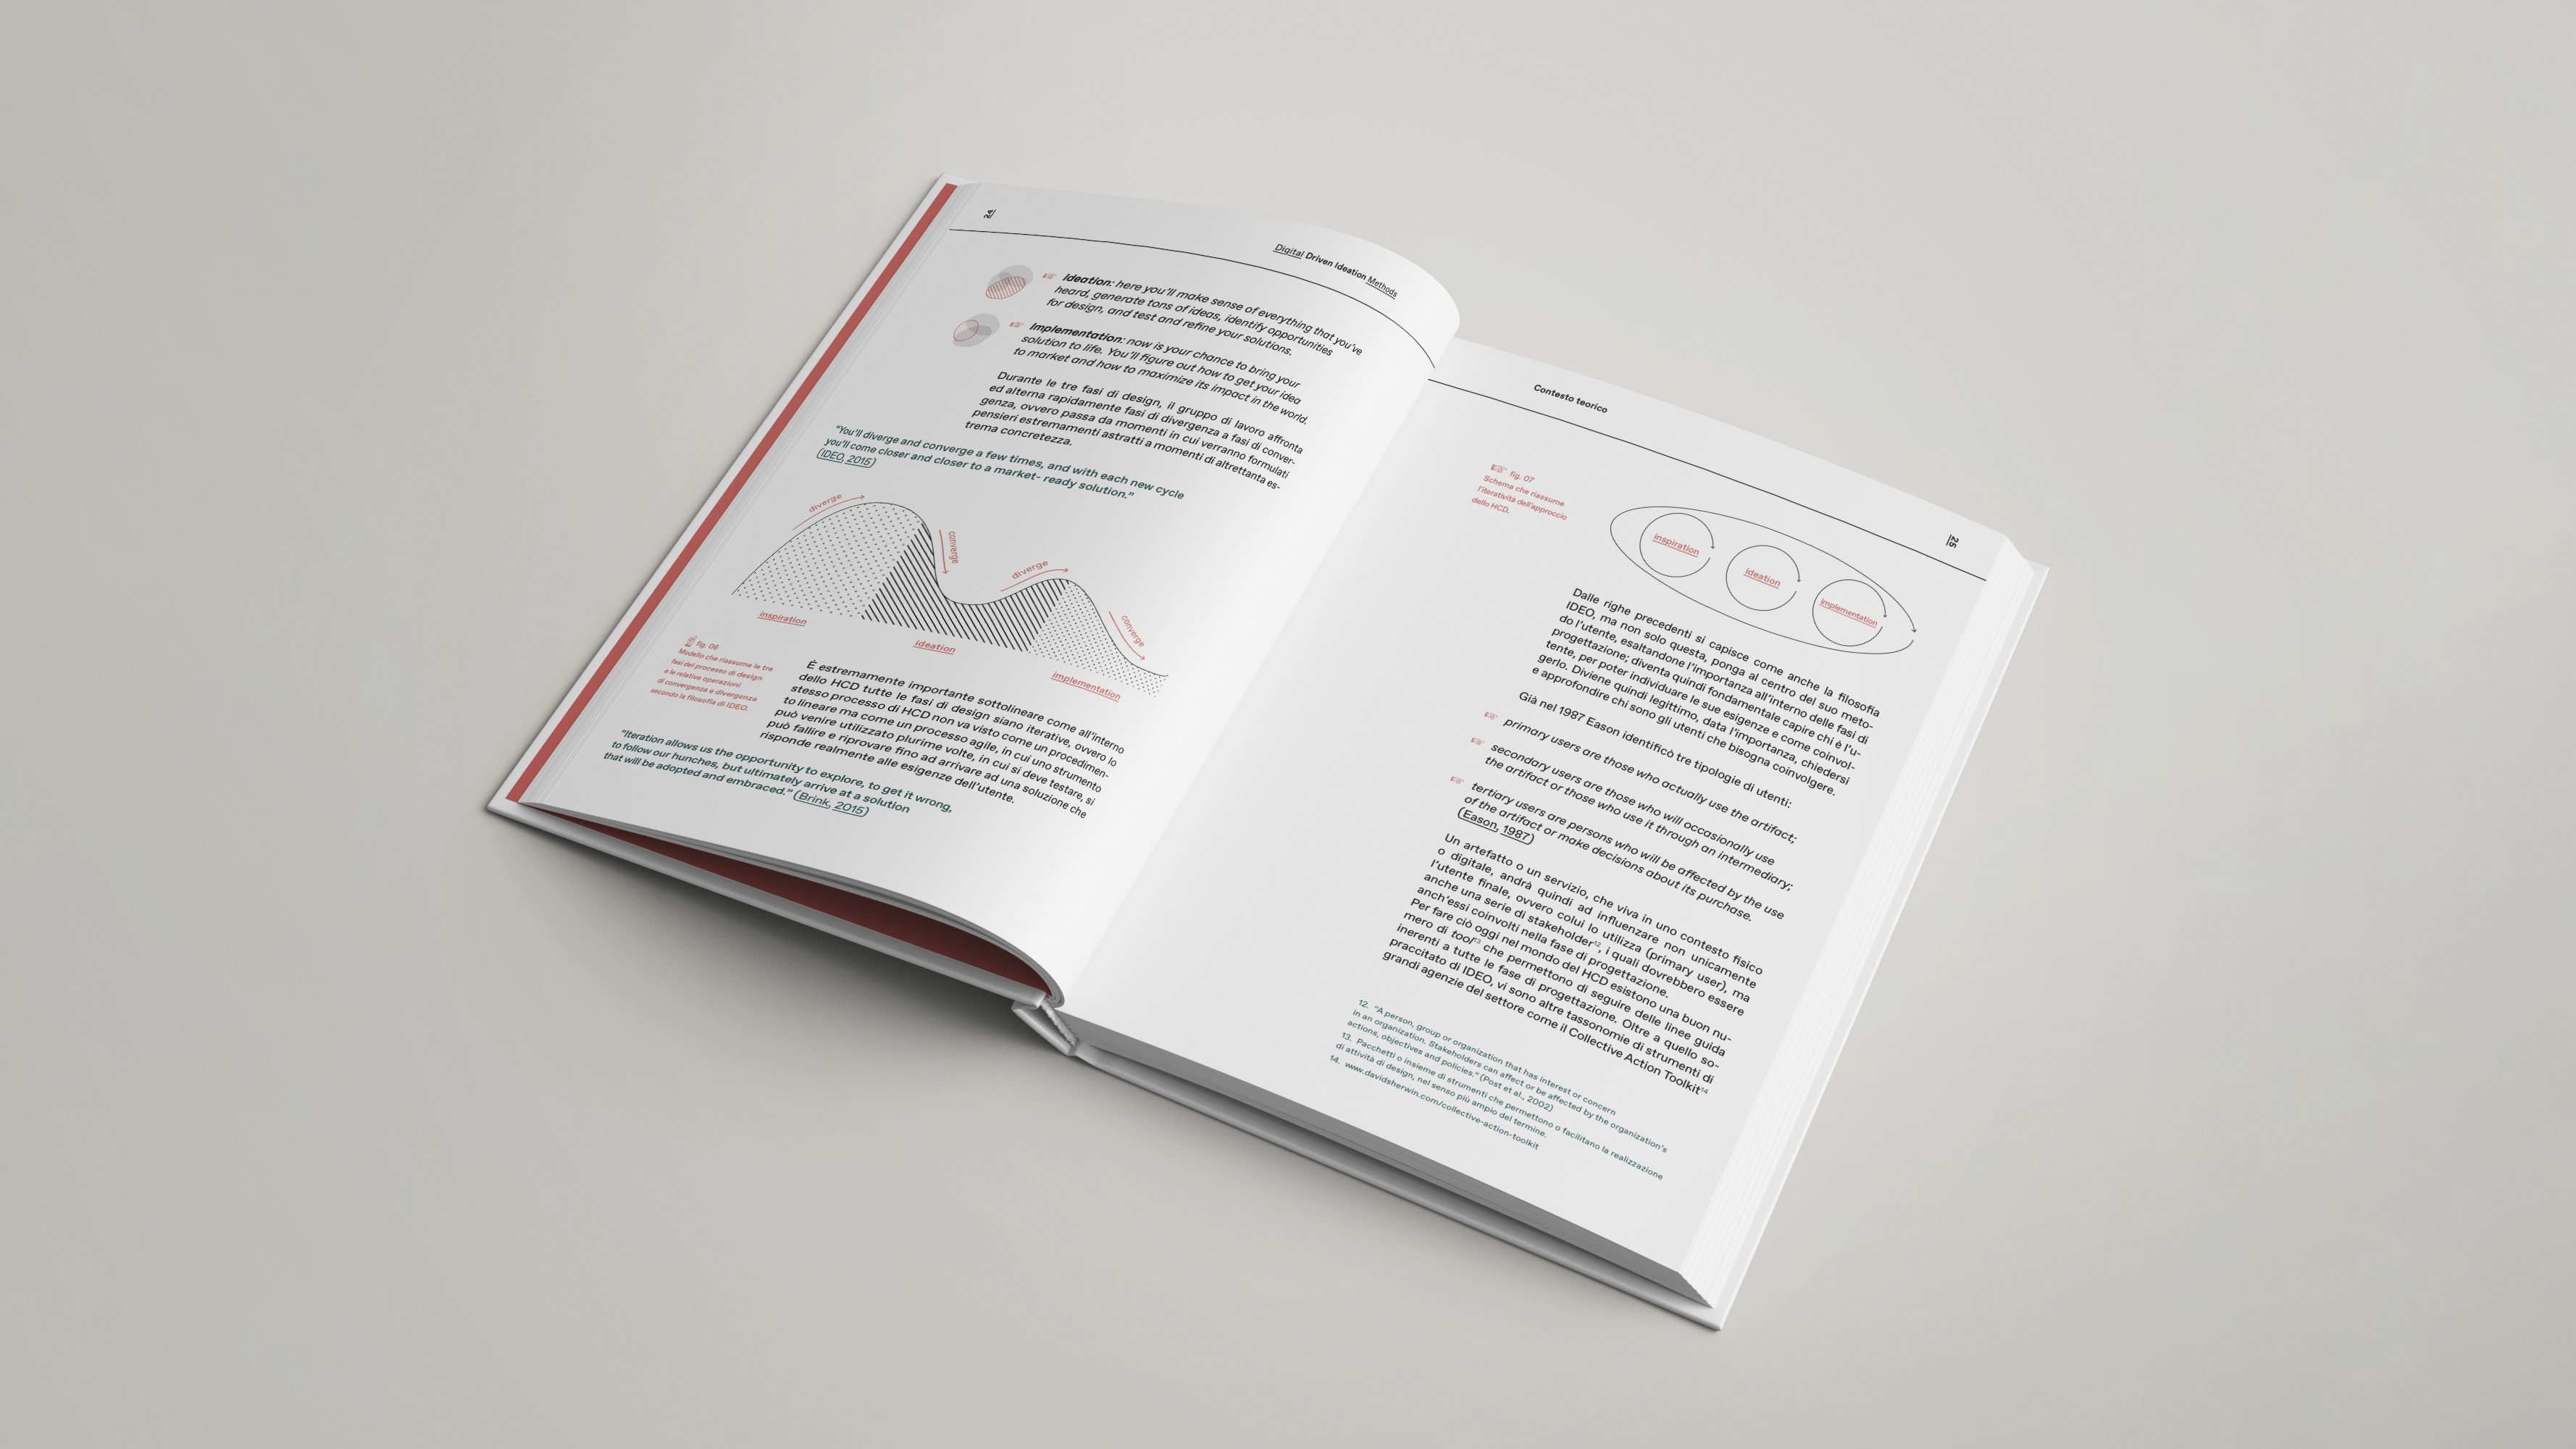 24
Digital Driven Ideation Methods
Ideation: here you'll make sense of everything that you've
heard, generate tons of ideas, identify opportunities
for design, and test and refine your solutions.
Implementation: now is your chance to bring your
solution to life. You'll figure out how to get your idea
to market and how to maximize its impact in the world.
Durante le tre fasi di design, il gruppo di lavoro affronta
ed alterna rapidamente fasi di divergenza a fasi di conver-
genza, ovvero passa da momenti in cui verranno formulati
pensieri estremamenti astratti a momenti di altrettanta es-
trema concretezza.
"You'll diverge and converge a few times, and with each new cycle
you'll come closer and closer to a market- ready solution."
(IDEO, 2015)
diverge
converge
diverge
converge
inspiration
ideation
implementation
fig. 06
Modello che riassume le tre
fasi del processo di design
e le relative operazioni
di convergenza e divergenza
secondo la filosofia di IDEO.
È estremamente importante sottolineare come all'interno
dello HCD tutte le fasi di design siano iterative, ovvero lo
stesso processo di HCD non va visto come un procedimen-
to lineare ma come un processo agile, in cui uno strumento
può venire utilizzato plurime volte, in cui si deve testare, si
può fallire e riprovare fino ad arrivare ad una soluzione che
risponde realmente alle esigenze dell'utente.
"Iteration allows us the opportunity to explore, to get it wrong,
to follow our hunches, but ultimately arrive at a solution
that will be adopted and embraced." (Brink, 2015)
Contesto teorico
25
fig. 07
Schema che riassume
l'iteratività dell'approccio
dello HCD.
inspiration
ideation
implementation
Dalle righe precedenti si capisce come anche la filosofia
IDEO, ma non solo questa, ponga al centro del suo meto-
do l'utente, esaltandone l'importanza all'interno delle fasi di
progettazione; diventa quindi fondamentale capire chi è l'u-
tente, per poter individuare le sue esigenze e come coinvol-
gerlo. Diviene quindi legittimo, data l'importanza, chiedersi
e approfondire chi sono gli utenti che bisogna coinvolgere.
Già nel 1987 Eason identificò tre tipologie di utenti:
primary users are those who actually use the artifact;
secondary users are those who will occasionally use
the artifact or those who use it through an intermediary;
tertiary users are persons who will be affected by the use
of the artifact or make decisions about its purchase.
(Eason, 1987)
Un artefatto o un servizio, che viva in uno contesto fisico
o digitale, andrà quindi ad influenzare non unicamente
l'utente finale, ovvero colui lo utilizza (primary user), ma
anche una serie di stakeholder12, i quali dovrebbero essere
anch'essi coinvolti nella fase di progettazione.
Per fare ciò oggi nel mondo del HCD esistono una buon nu-
mero di tool13 che permettono di seguire delle linee guida
inerenti a tutte le fase di progettazione. Oltre a quello so-
praccitato di IDEO, vi sono altre tassonomie di strumenti di
grandi agenzie del settore come il Collective Action Toolkit14
12. "A person, group or organization that has interest or concern
in an organization. Stakeholders can affect or be affected by the organization's
actions, objectives and policies." (Post et al., 2002)
13. Pacchetti o insieme di strumenti che permettono o facilitano la realizzazione
di attività di design, nel senso più ampio del termine.
14. www.davidsherwin.com/collective-action-toolkit